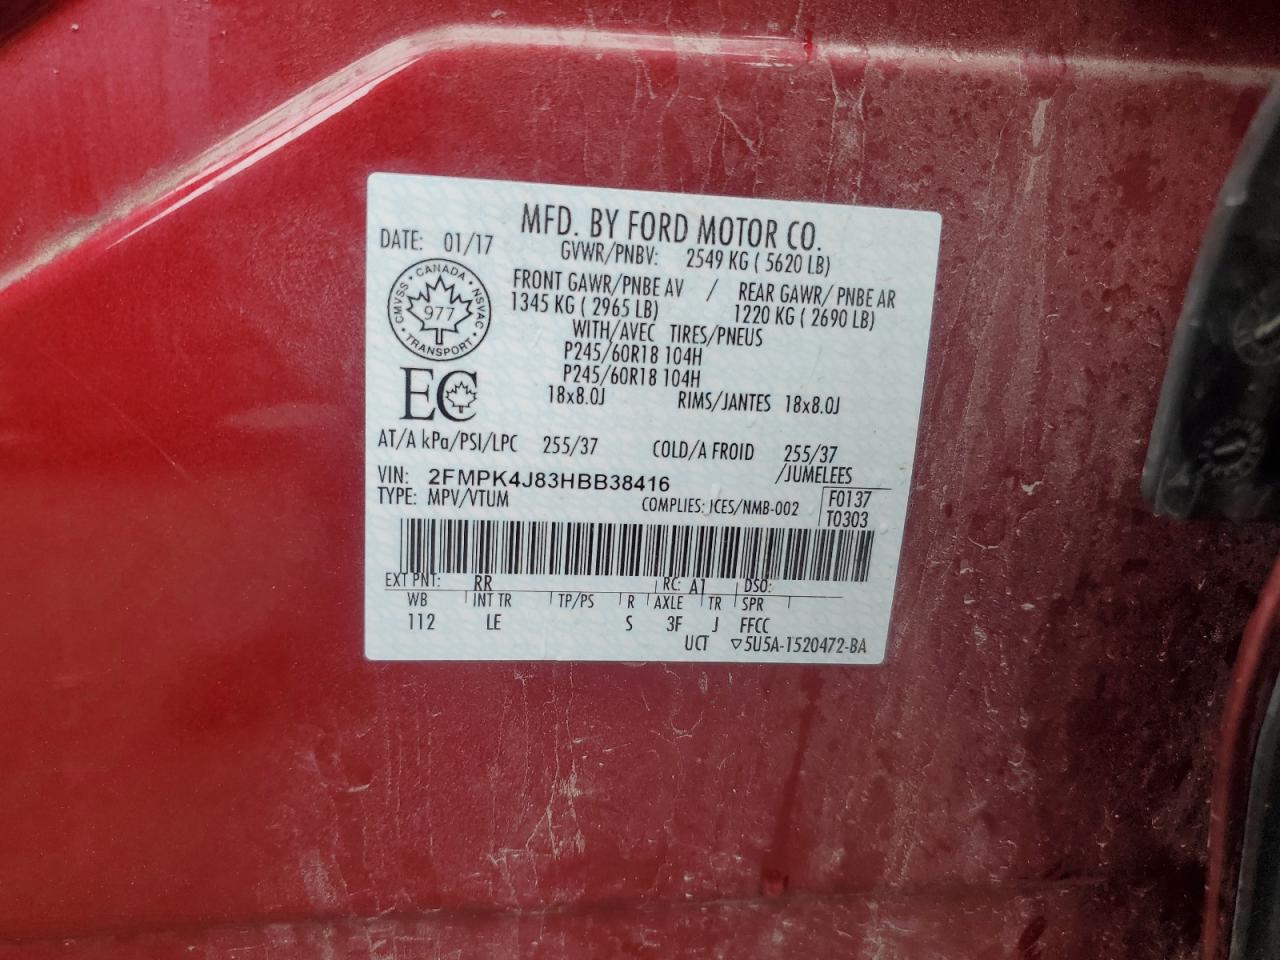 MFD. BY FORD MOTOR CO.
DATE: 01/17
GVWR/PNBV: 2549 KG ( 5620 LB)
FRONT GAWR/PNBE AV / REAR GAWR/ PNBE AR
1345 KG ( 2965 LB) 1220 KG ( 2690 LB)
WITH/AVEC TIRES/PNEUS
P245/60R18 104H
P245/60R18 104H
18x8.0J RIMS/JANTES 18x8.0J
CANADA
CMVSS · NSVAC
977
TRANSPORT
EC
AT/A kPa/PSI/LPC 255/37 COLD/A FROID 255/37
/JUMELEES
VIN: 2FMPK4J83HBB38416
TYPE: MPV/VTUM COMPLIES: ICES/NMB-002
F0137
T0303
EXT PNT: RR RC: A1 DSO:
WB INT TR TP/PS R AXLE TR SPR
112 LE S 3F J FFCC
UCT ▽5U5A-1520472-BA